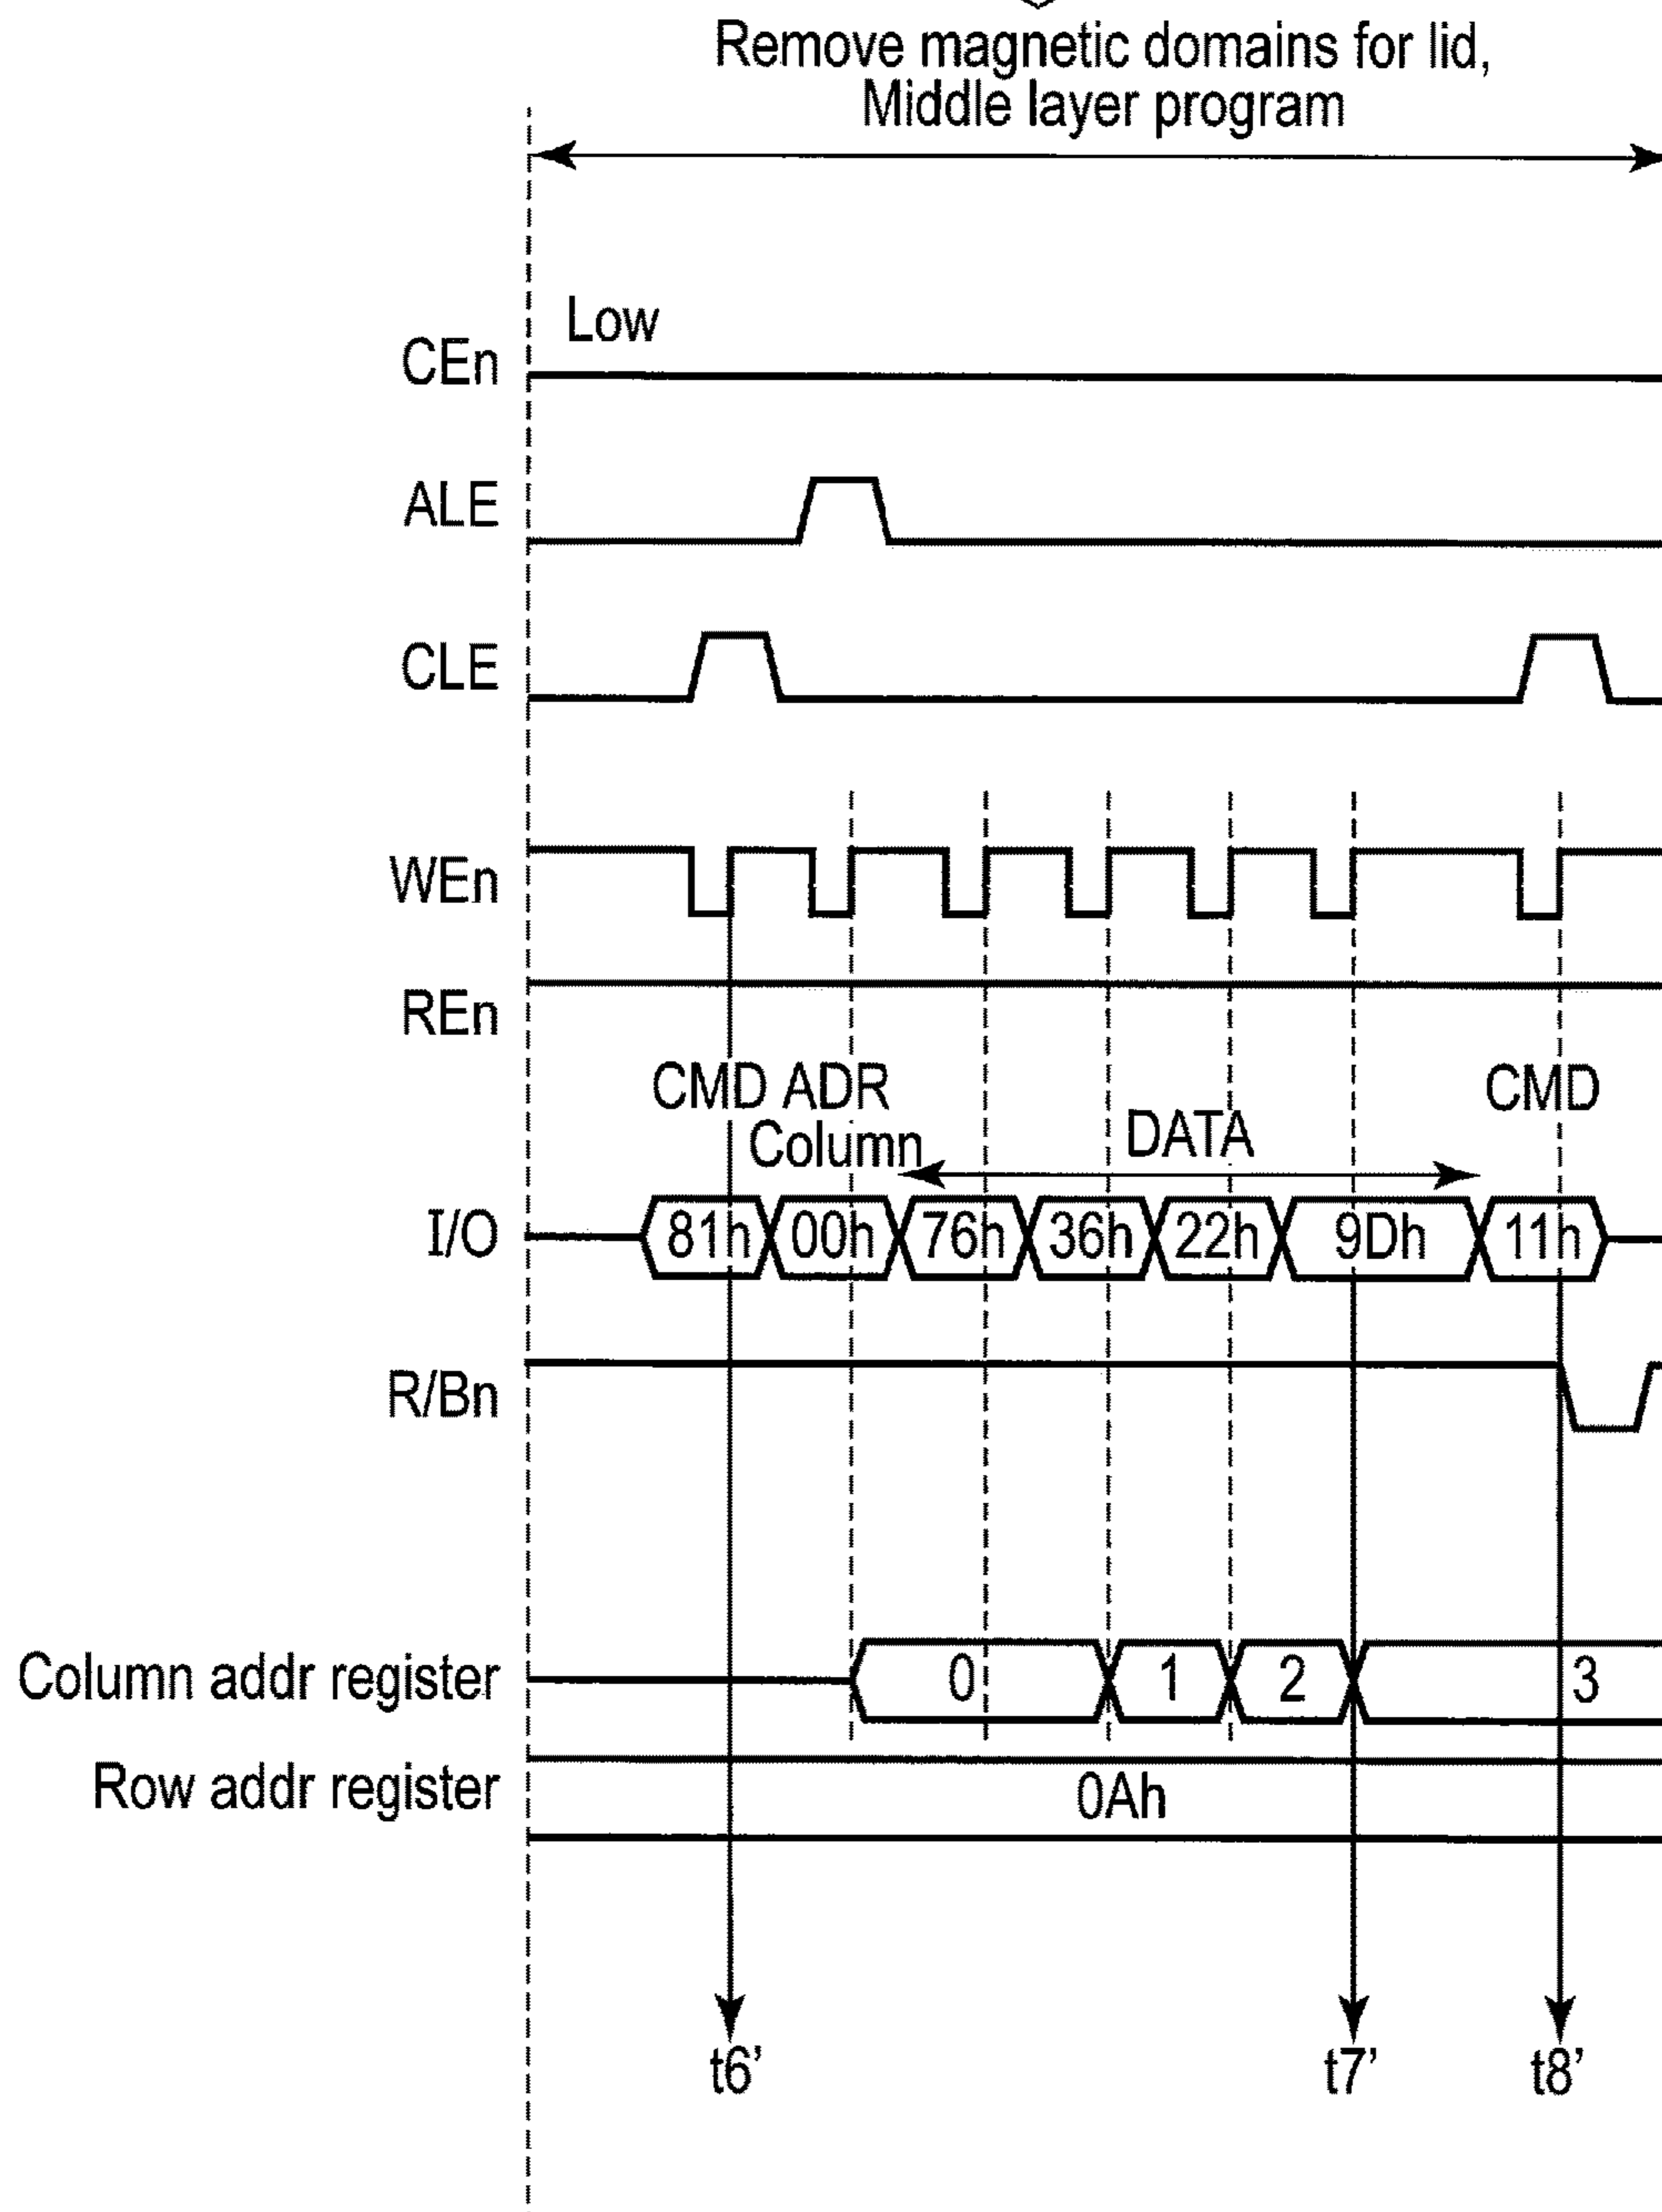 Remove magnetic domains for lid,
Middle layer program
Low
CEn
ALE
CLE
WEn
REn
CMD ADR CMD
Column DATA
I/O 81h 00h 76h 36h 22h 9Dh 11h
R/Bn
Column addr register 0 1 2 3
Row addr register 0Ah
t6’ t7’ t8’